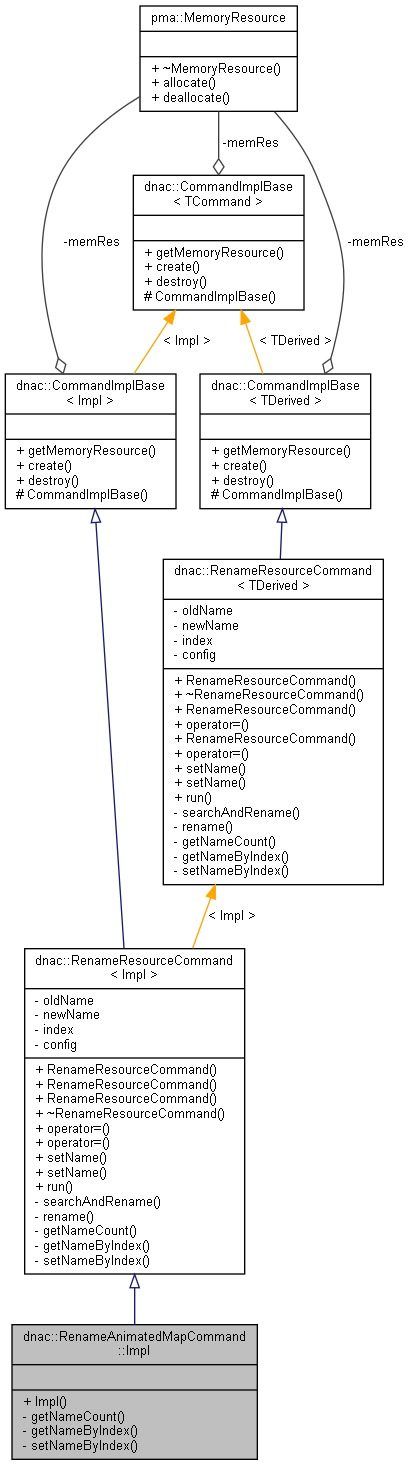 pma::MemoryResource
+ ~MemoryResource()
+ allocate()
+ deallocate()
-memRes
dnac::CommandImplBase
< TCommand >
+ getMemoryResource()
+ create()
+ destroy()
# CommandImplBase()
-memRes
-memRes
< Impl >
< TDerived >
dnac::CommandImplBase
< Impl >
+ getMemoryResource()
+ create()
+ destroy()
# CommandImplBase()
dnac::CommandImplBase
< TDerived >
+ getMemoryResource()
+ create()
+ destroy()
# CommandImplBase()
dnac::RenameResourceCommand
< TDerived >
- oldName
- newName
- index
- config
+ RenameResourceCommand()
+ ~RenameResourceCommand()
+ RenameResourceCommand()
+ operator=()
+ RenameResourceCommand()
+ operator=()
+ setName()
+ setName()
+ run()
- searchAndRename()
- rename()
- getNameCount()
- getNameByIndex()
- setNameByIndex()
< Impl >
dnac::RenameResourceCommand
< Impl >
- oldName
- newName
- index
- config
+ RenameResourceCommand()
+ RenameResourceCommand()
+ RenameResourceCommand()
+ ~RenameResourceCommand()
+ operator=()
+ operator=()
+ setName()
+ setName()
+ run()
- searchAndRename()
- rename()
- getNameCount()
- getNameByIndex()
- setNameByIndex()
dnac::RenameAnimatedMapCommand
::Impl
+ Impl()
- getNameCount()
- getNameByIndex()
- setNameByIndex()